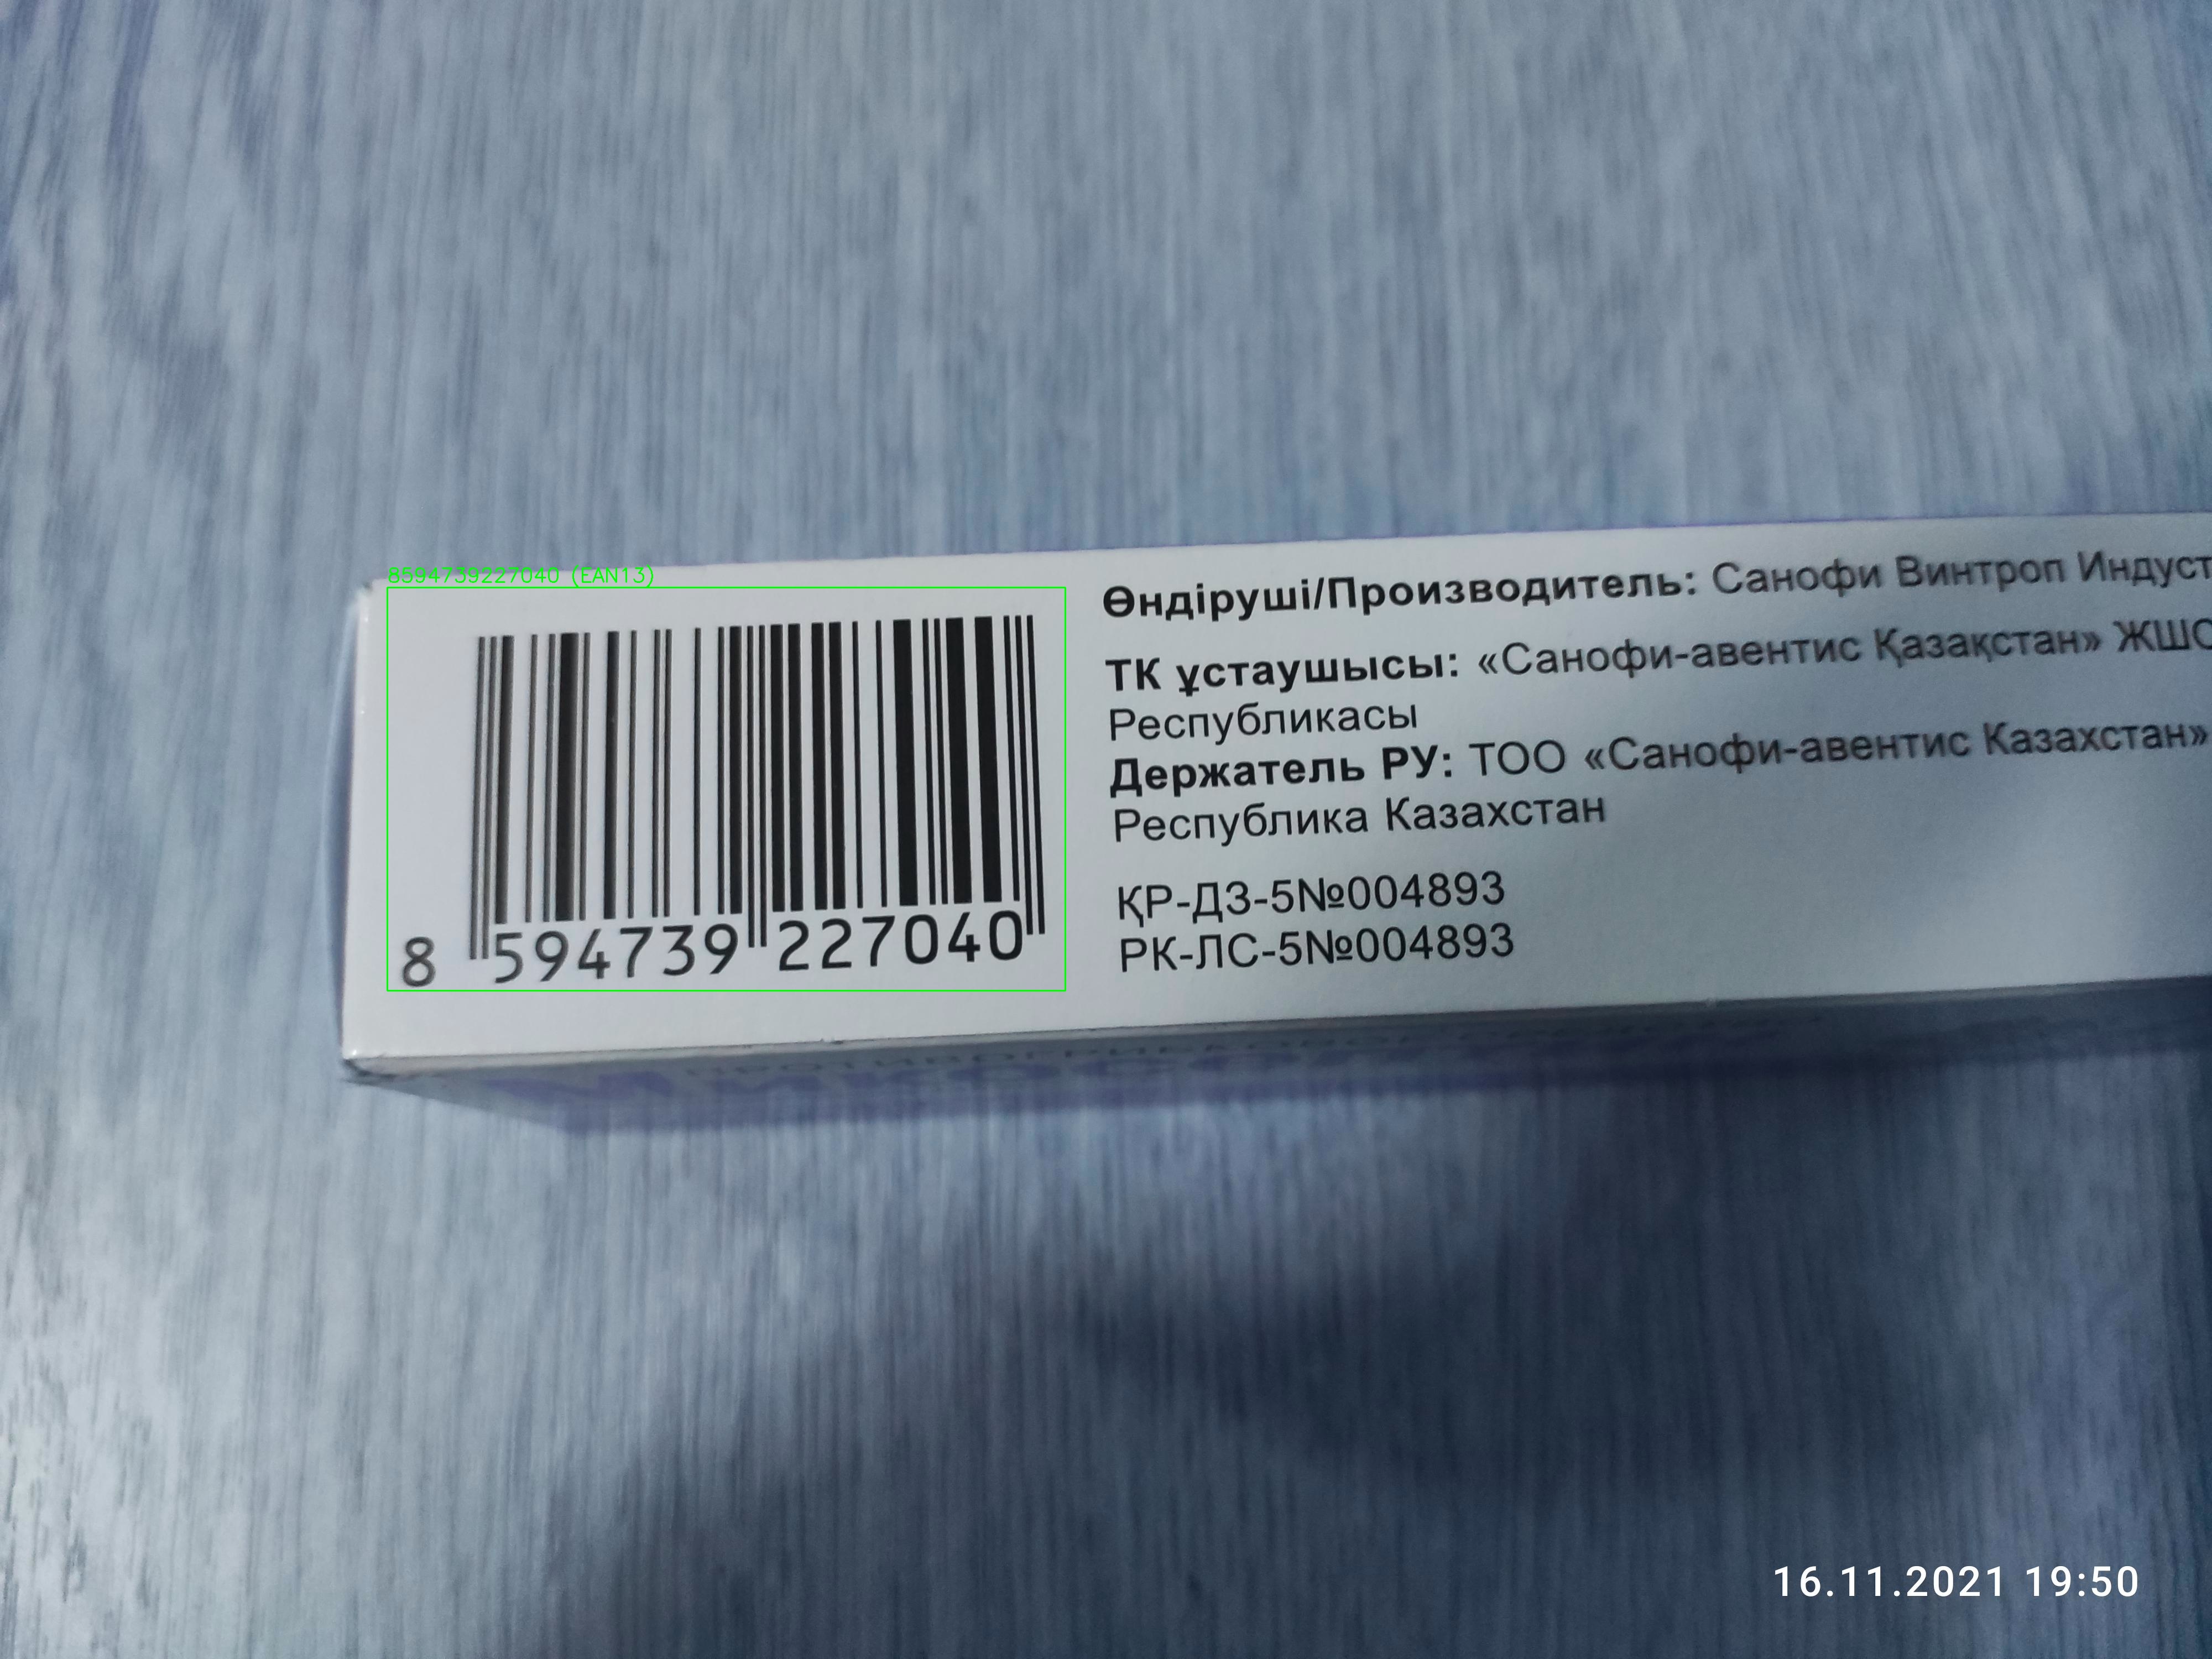 8594739227040 (EAN13)
8 594739 227040
Өндіруші/Производитель: Санофи Винтроп Индуст
ТК ұстаушысы: «Санофи-авентис Қазақстан» ЖШС
Республикасы
Держатель РУ: ТОО «Санофи-авентис Казахстан»
Республика Казахстан
ҚР-ДЗ-5№004893
РК-ЛС-5№004893
16.11.2021 19:50